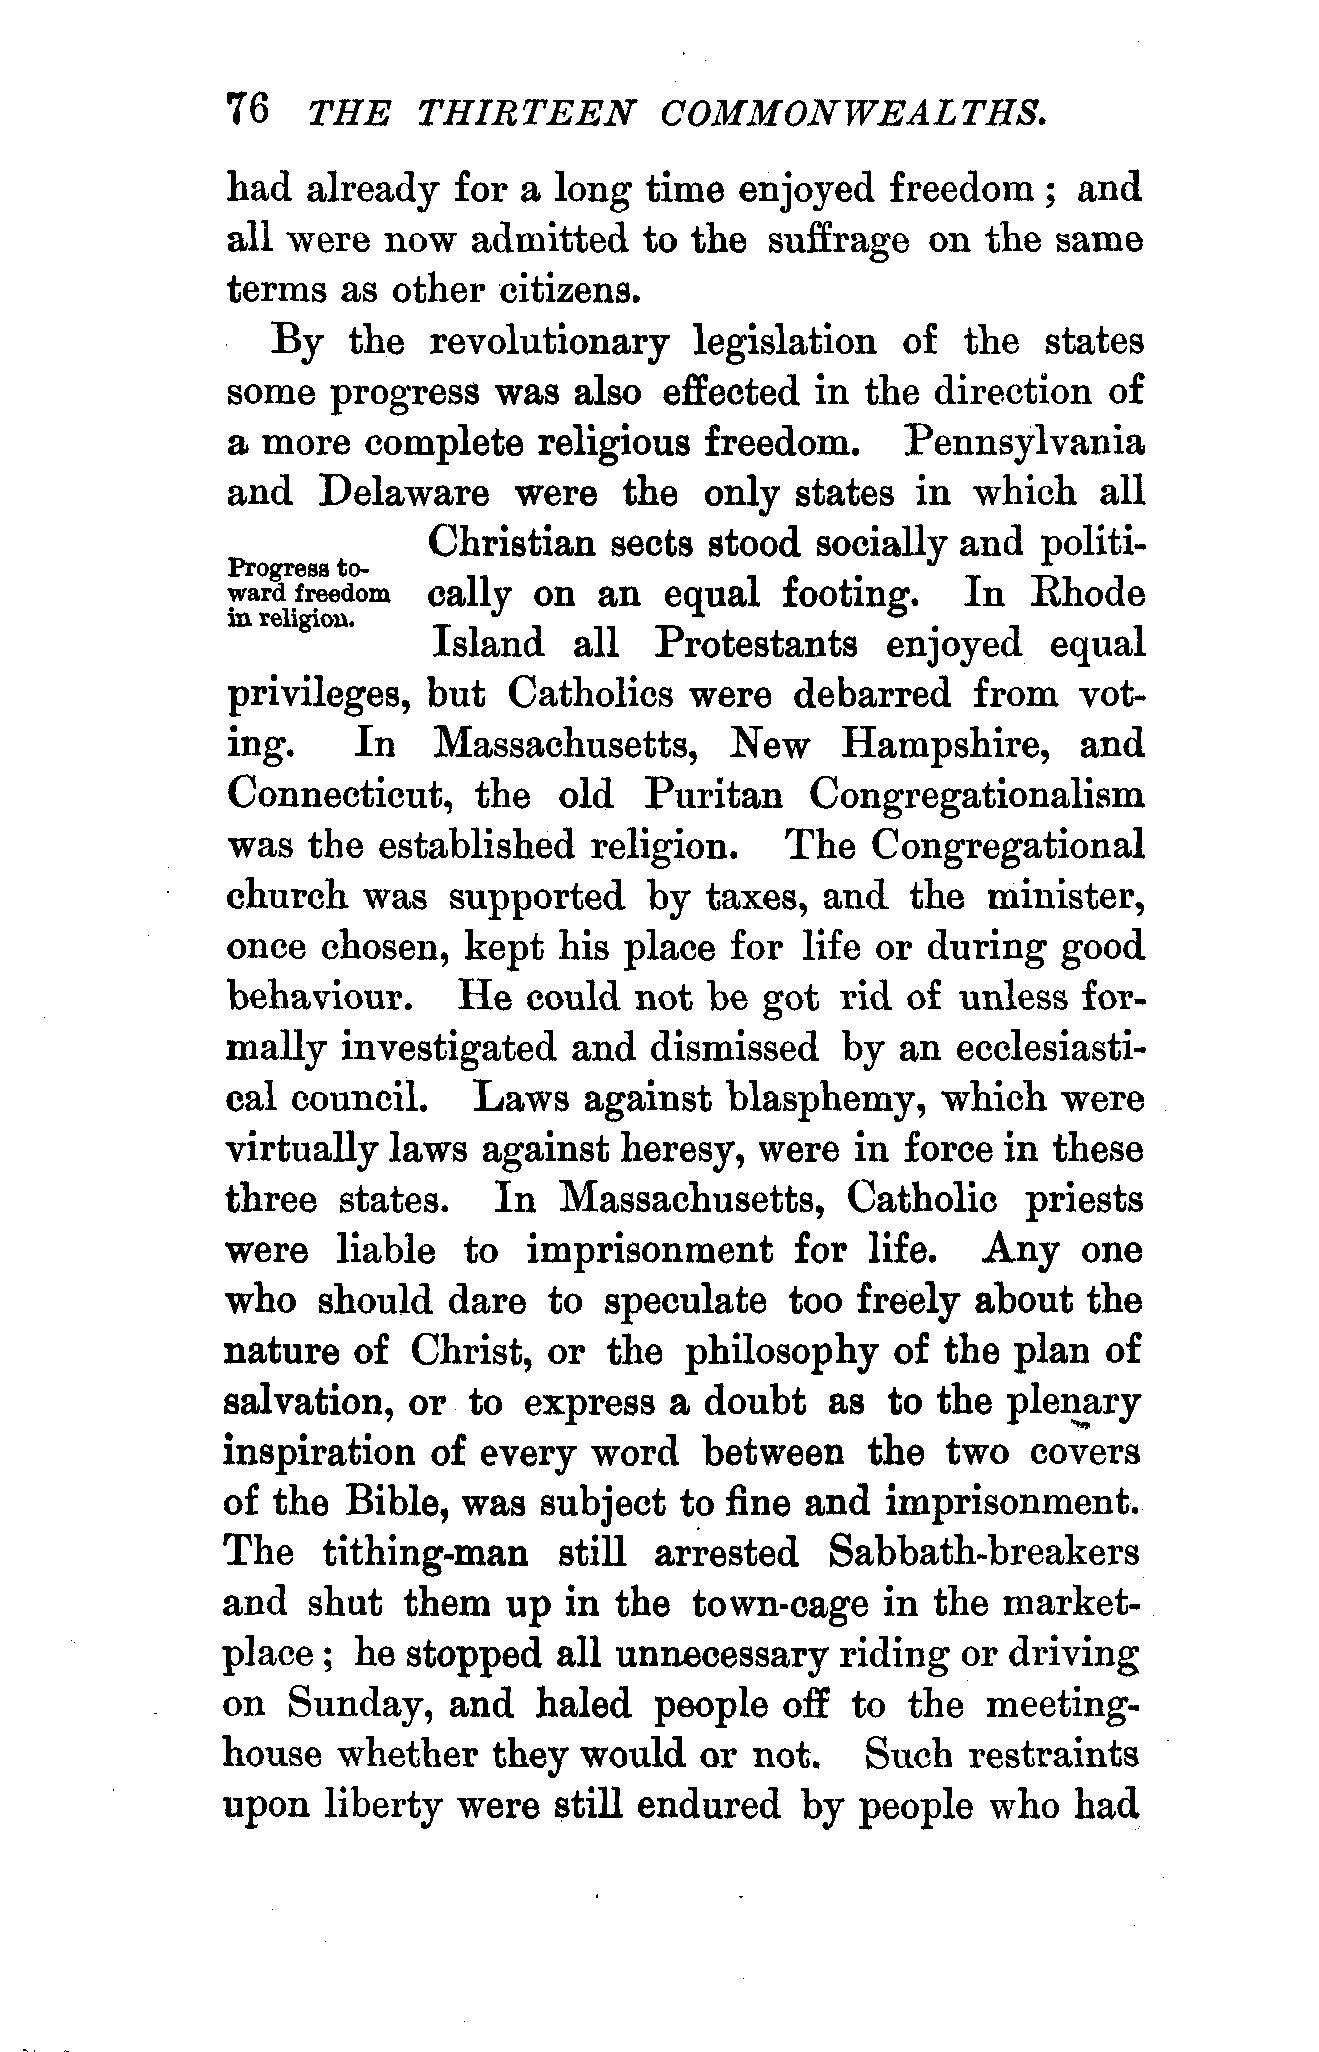 76 THE THIRTEEN COMMONWEALTHS.
had already for a long time enjoyed freedom ; and
all were now admitted to the suffrage on the same
terms as other citizens.
By the revolutionary legislation of the states
some progress was also effected in the direction of
a more complete religious freedom. Pennsylvania
and Delaware were the only states in which all
Progress to-
ward freedom
in religion.
Christian sects stood socially and politi-
cally on an equal footing. In Rhode
Island all Protestants enjoyed equal
privileges, but Catholics were debarred from vot-
ing. In Massachusetts, New Hampshire, and
Connecticut, the old Puritan Congregationalism
was the established religion. The Congregational
church was supported by taxes, and the minister,
once chosen, kept his place for life or during good
behaviour. He could not be got rid of unless for-
mally investigated and dismissed by an ecclesiasti-
cal council. Laws against blasphemy, which were
virtually laws against heresy, were in force in these
three states. In Massachusetts, Catholic priests
were liable to imprisonment for life. Any one
who should dare to speculate too freely about the
nature of Christ, or the philosophy of the plan of
salvation, or to express a doubt as to the plenary
inspiration of every word between the two covers
of the Bible, was subject to fine and imprisonment.
The tithing-man still arrested Sabbath-breakers
and shut them up in the town-cage in the market-
place ; he stopped all unnecessary riding or driving
on Sunday, and haled people off to the meeting-
house whether they would or not. Such restraints
upon liberty were still endured by people who had